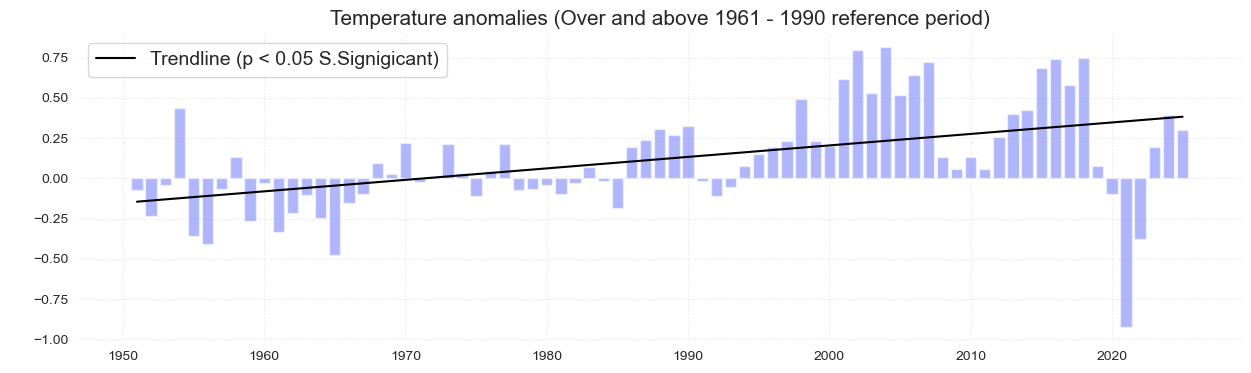 Temperature anomalies (Over and above 1961 - 1990 reference period)
Trendline (p < 0.05 S.Signigicant)
0.75
0.50
0.25
0.00
−0.25
−0.50
−0.75
−1.00
1950 1960 1970 1980 1990 2000 2010 2020